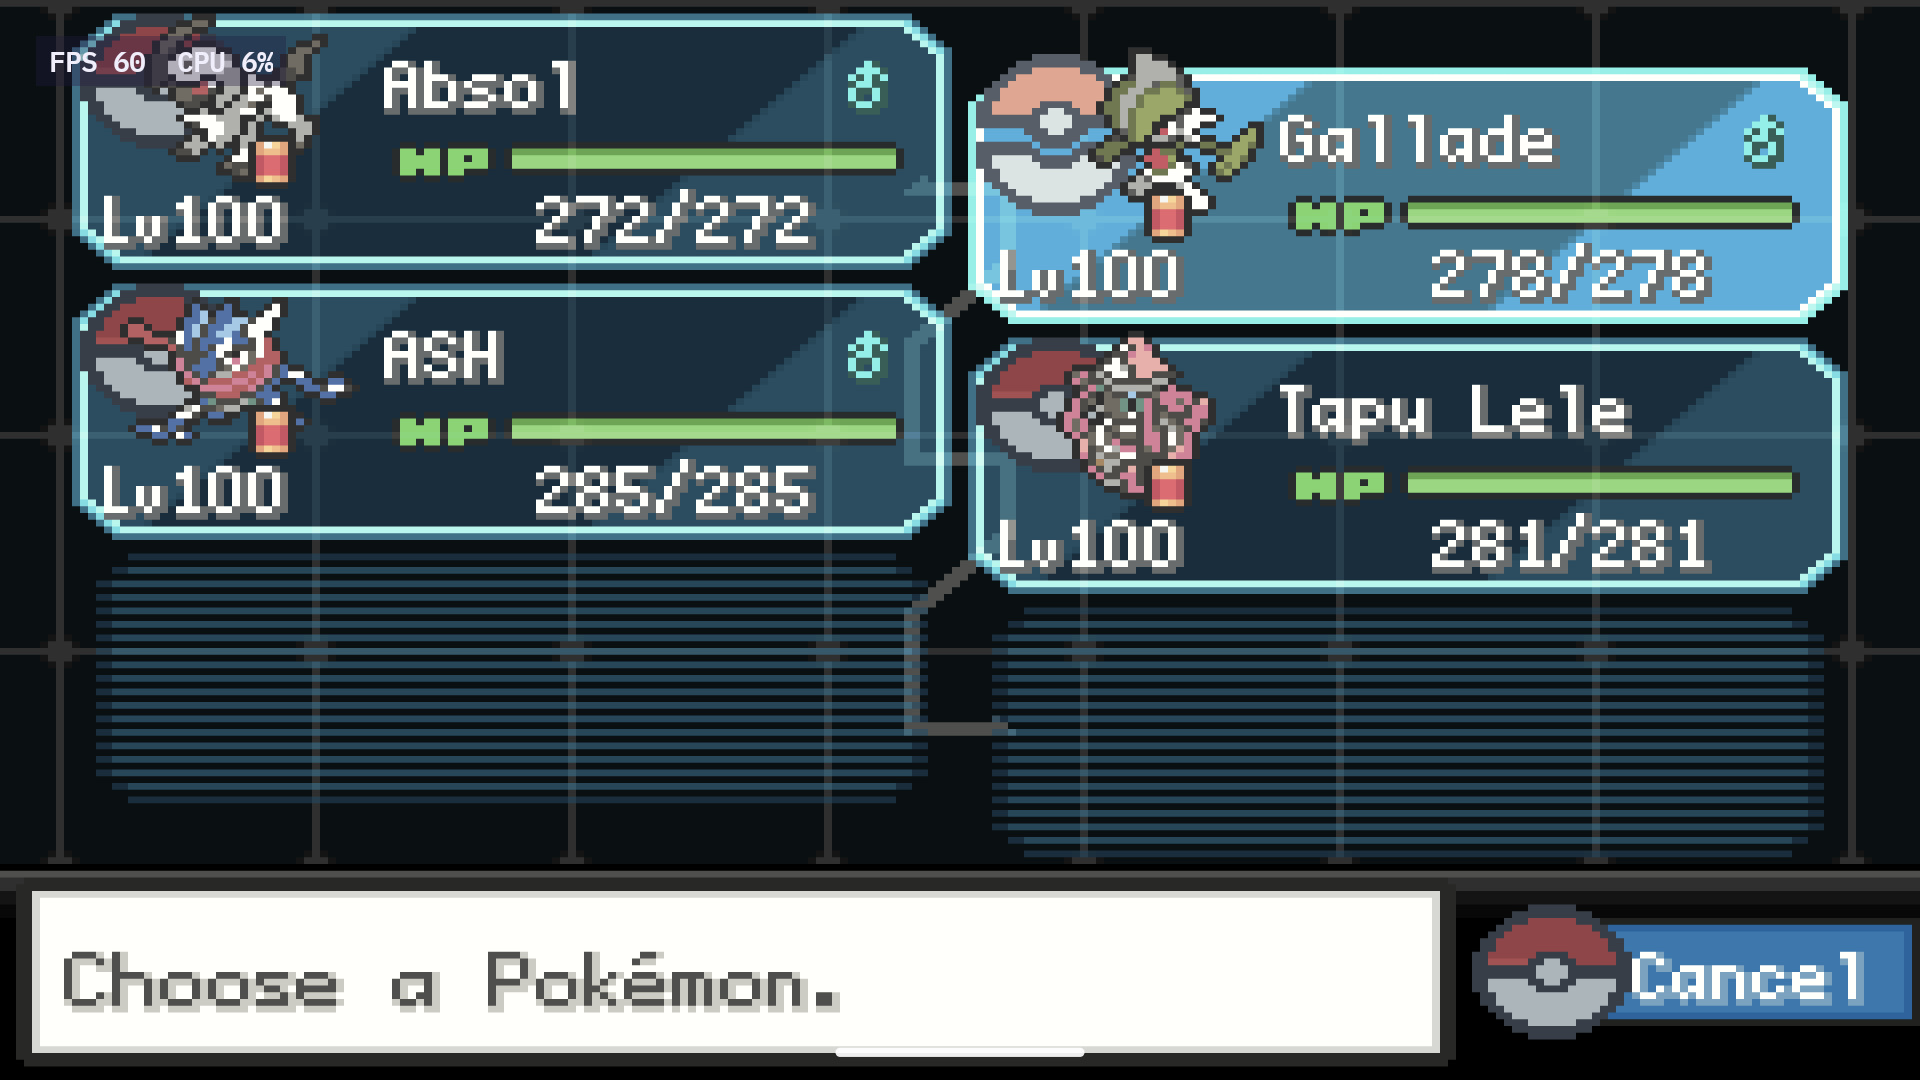 FPS 60 CPU 6%
Absol ♂
HP
Lv100 272/272
Gallade ♂
HP
Lv100 278/278
ASH ♂
HP
Lv100 285/285
Tapu Lele
HP
Lv100 281/281
Choose a Pokémon.
Cancel